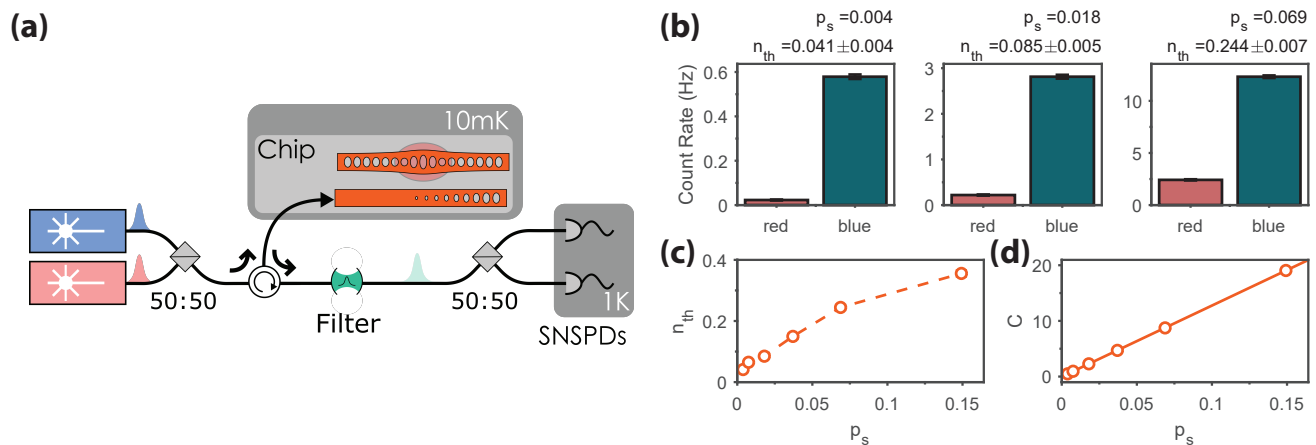 (a)
10mK
Chip
50:50
Filter
50:50
1K
SNSPDs
(b)
p_s =0.004
n_th =0.041±0.004
p_s =0.018
n_th =0.085±0.005
p_s =0.069
n_th =0.244±0.007
Count Rate (Hz)
0.6
0.4
0.2
0
red blue
3
2
1
0
red blue
10
5
0
red blue
(c)
n_th
0.4
0.2
0
0 0.05 0.1 0.15
p_s
(d)
C
20
10
0
0 0.05 0.1 0.15
p_s